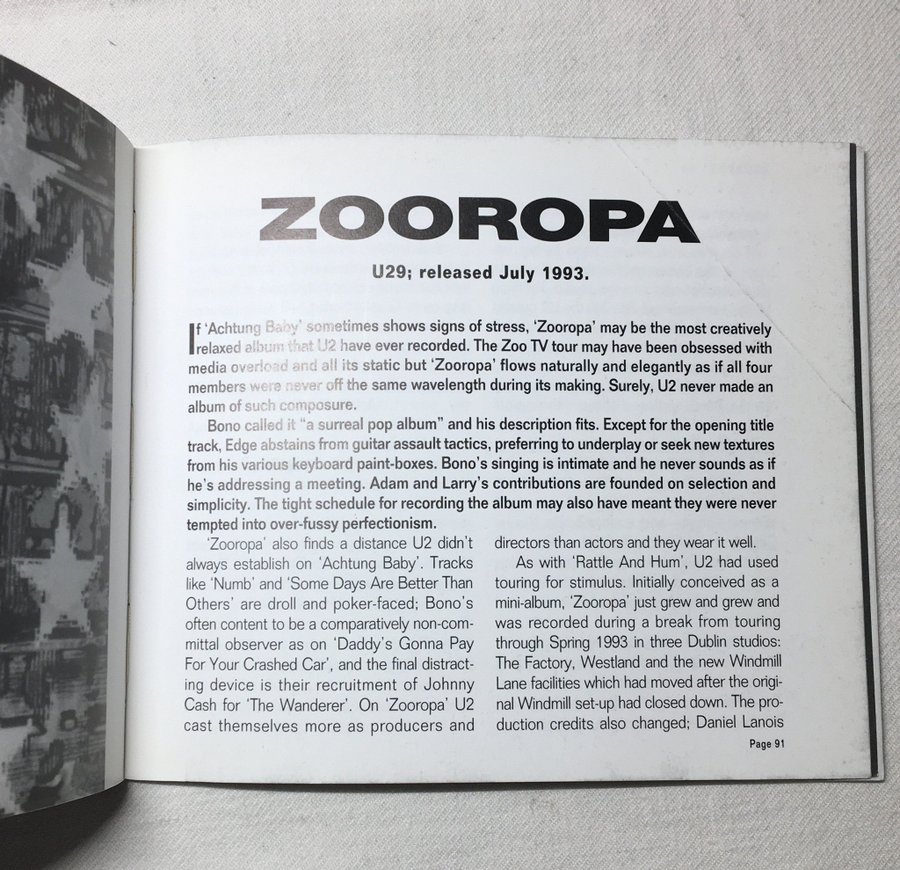 ZOOROPA
U29; released July 1993.
If ‘Achtung Baby’ sometimes shows signs of stress, ‘Zooropa’ may be the most creatively
relaxed album that U2 have ever recorded. The Zoo TV tour may have been obsessed with
media overload and all its static but ‘Zooropa’ flows naturally and elegantly as if all four
members were never off the same wavelength during its making. Surely, U2 never made an
album of such composure.
Bono called it “a surreal pop album” and his description fits. Except for the opening title
track, Edge abstains from guitar assault tactics, preferring to underplay or seek new textures
from his various keyboard paint-boxes. Bono’s singing is intimate and he never sounds as if
he’s addressing a meeting. Adam and Larry’s contributions are founded on selection and
simplicity. The tight schedule for recording the album may also have meant they were never
tempted into over-fussy perfectionism.
‘Zooropa’ also finds a distance U2 didn’t
always establish on ‘Achtung Baby’. Tracks
like ‘Numb’ and ‘Some Days Are Better Than
Others’ are droll and poker-faced; Bono’s
often content to be a comparatively non-com-
mittal observer as on ‘Daddy’s Gonna Pay
For Your Crashed Car’, and the final distract-
ing device is their recruitment of Johnny
Cash for ‘The Wanderer’. On ‘Zooropa’ U2
cast themselves more as producers and
directors than actors and they wear it well.
As with ‘Rattle And Hum’, U2 had used
touring for stimulus. Initially conceived as a
mini-album, ‘Zooropa’ just grew and grew and
was recorded during a break from touring
through Spring 1993 in three Dublin studios:
The Factory, Westland and the new Windmill
Lane facilities which had moved after the origi-
nal Windmill set-up had closed down. The pro-
duction credits also changed; Daniel Lanois
Page 91